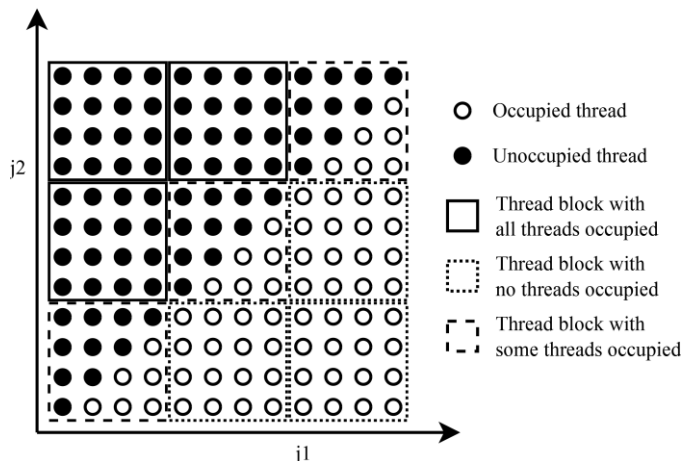 j2
j1
Occupied thread
Unoccupied thread
Thread block with
all threads occupied
Thread block with
no threads occupied
Thread block with
some threads occupied